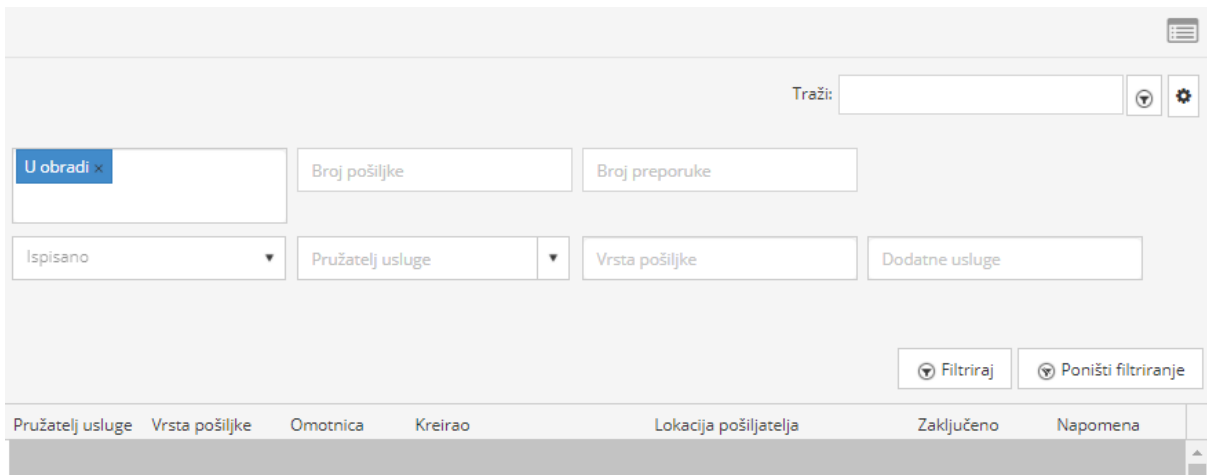 Traži:
U obradi ×
Broj pošiljke
Broj preporuke
Ispisano
Pružatelj usluge
Vrsta pošiljke
Dodatne usluge
Filtriraj
Poništi filtriranje
Pružatelj usluge Vrsta pošiljke Omotnica Kreirao Lokacija pošiljatelja Zaključeno Napomena